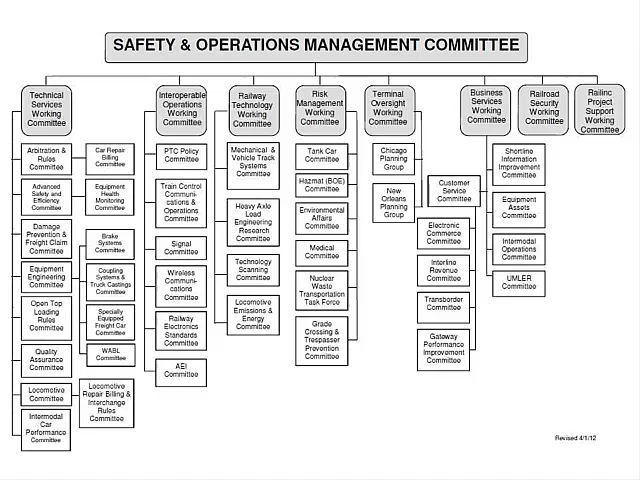 SAFETY & OPERATIONS MANAGEMENT COMMITTEE
Technical
Services
Working
Committee
Interoperable
Operations
Working
Committee
Railway
Technology
Working
Committee
Risk
Management
Working
Committee
Terminal
Oversight
Working
Committee
Business
Services
Working
Committee
Railroad
Security
Working
Committee
Railinc
Project
Support
Working
Committee
Arbitration &
Rules
Committee
Car Repair
Billing
Committee
Advanced
Safety and
Efficiency
Committee
Equipment
Health
Monitoring
Committee
Damage
Prevention &
Freight Claim
Committee
Brake
Systems
Committee
Equipment
Engineering
Committee
Coupling
Systems &
Truck Castings
Committee
Open Top
Loading
Rules
Committee
Specially
Equipped
Freight Car
Committee
Quality
Assurance
Committee
WABL
Committee
Locomotive
Committee
Locomotive
Repair Billing &
Interchange
Rules
Committee
Intermodal
Car
Performance
Committee
PTC Policy
Committee
Train Control
Communi-
cations &
Operations
Committee
Signal
Committee
Wireless
Communi-
cations
Committee
Railway
Electronics
Standards
Committee
AEI
Committee
Mechanical &
Vehicle Track
Systems
Committee
Heavy Axle
Load
Engineering
Research
Committee
Technology
Scanning
Committee
Locomotive
Emissions &
Energy
Committee
Tank Car
Committee
Hazmat (BOE)
Committee
Environmental
Affairs
Committee
Medical
Committee
Nuclear
Waste
Transportation
Task Force
Grade
Crossing &
Trespasser
Prevention
Committee
Chicago
Planning
Group
New
Orleans
Planning
Group
Customer
Service
Committee
Electronic
Commerce
Committee
Interline
Revenue
Committee
Transborder
Committee
Gateway
Performance
Improvement
Committee
Shortline
Information
Improvement
Committee
Equipment
Assets
Committee
Intermodal
Operations
Committee
UMLER
Committee
Revised 4/1/12